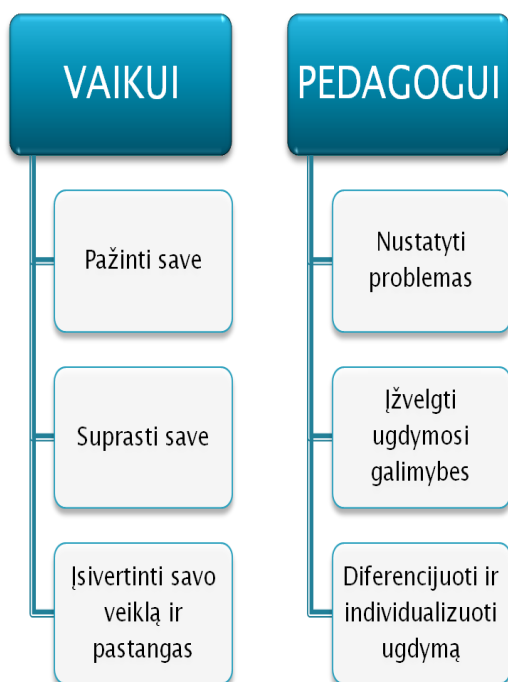 VAIKUI
Pažinti save
Suprasti save
Įsivertinti savo
veiklą ir
pastangas
PEDAGOGUI
Nustatyti
problemas
Įžvelgti
ugdymosi
galimybes
Diferencijuoti ir
individualizuoti
ugdymą